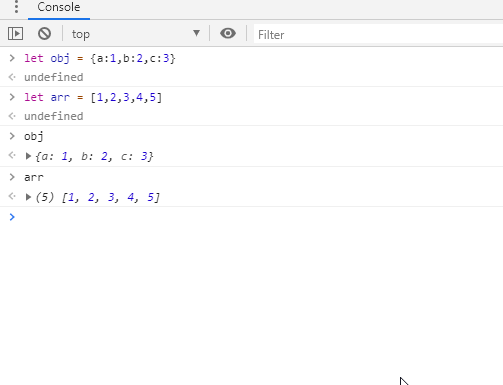 Console
top Filter
let obj = {a:1,b:2,c:3}
undefined
let arr = [1,2,3,4,5]
undefined
obj
{a: 1, b: 2, c: 3}
arr
(5) [1, 2, 3, 4, 5]